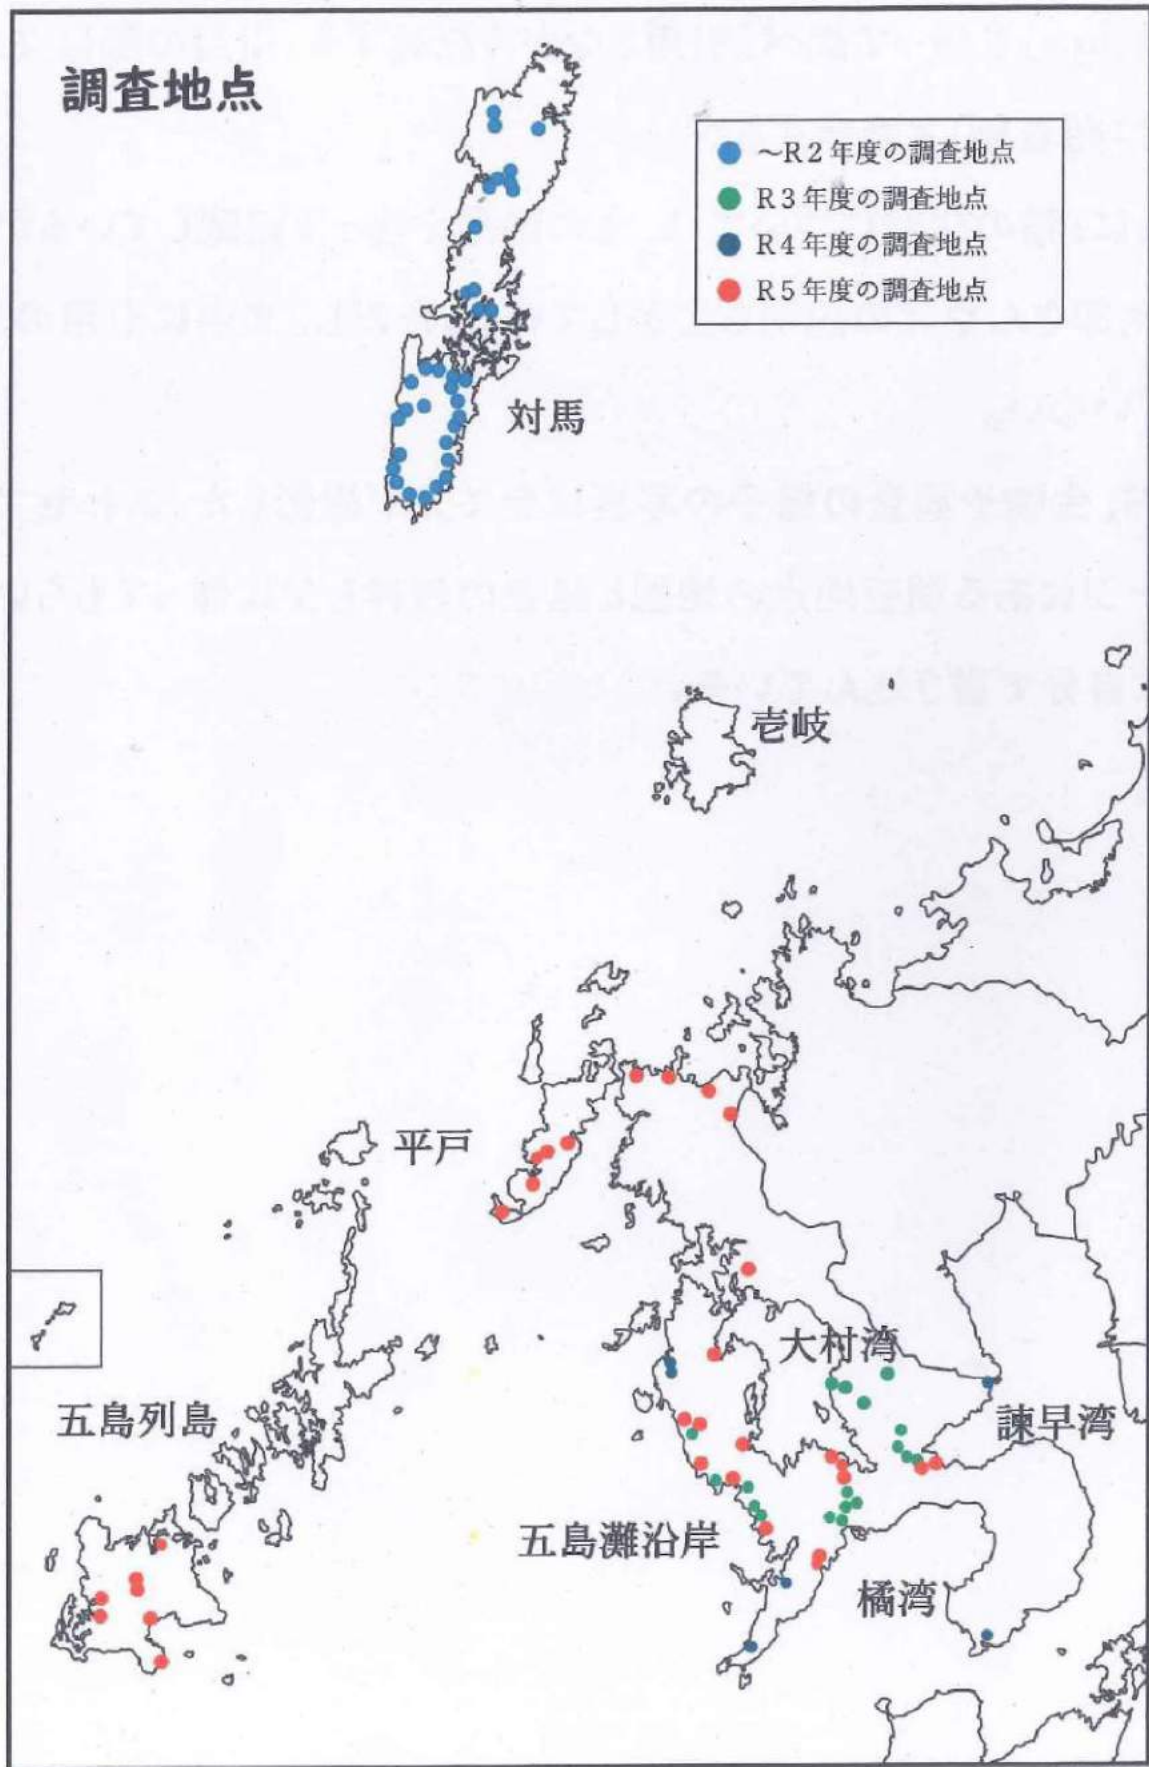 調査地点
～R2年度の調査地点
R3年度の調査地点
R4年度の調査地点
R5年度の調査地点
対馬
壱岐
平戸
大村湾
五島列島
諫早湾
五島灘沿岸
橘湾